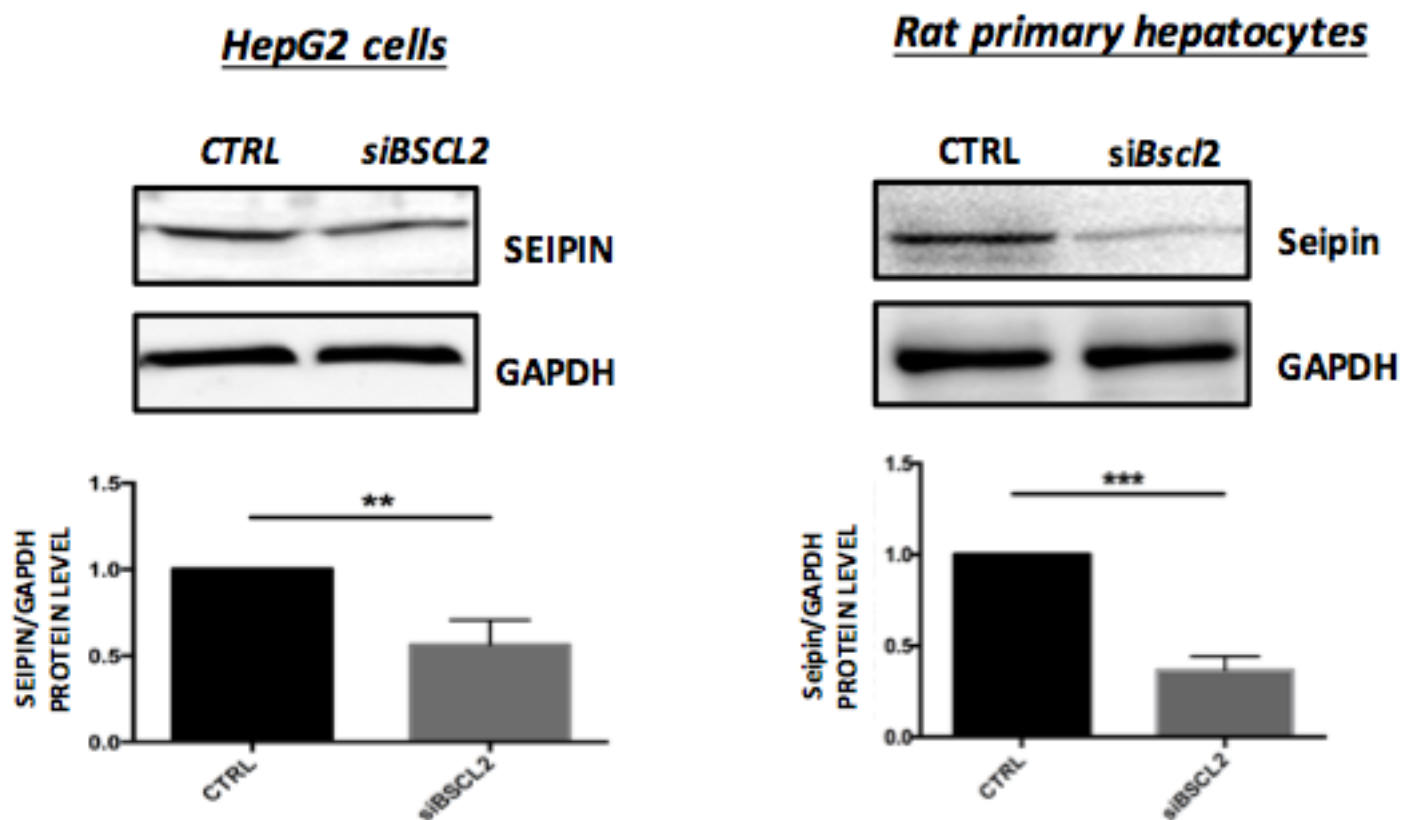 HepG2 cells
CTRL siBSCL2
SEIPIN
GAPDH
1.5
**
1.0
0.5
0.0
SEIPIN/GAPDH
PROTEIN LEVEL
CTRL
siBSCL2
Rat primary hepatocytes
CTRL siBscl2
Seipin
GAPDH
1.5
***
1.0
0.5
0.0
Seipin/GAPDH
PROTEIN LEVEL
CTRL
siBSCL2